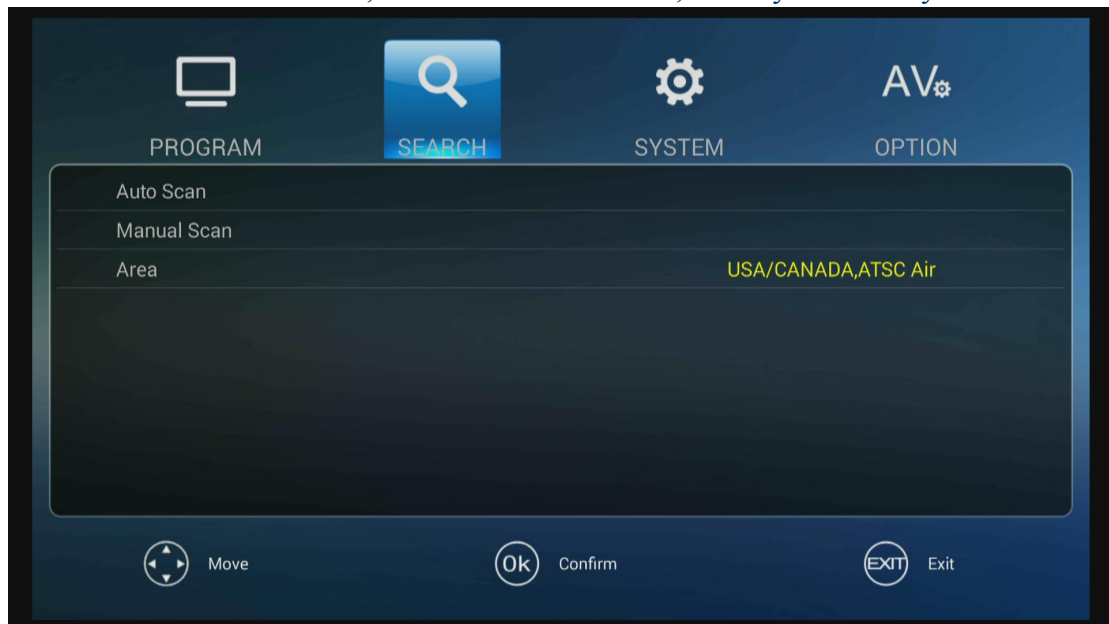 AV
PROGRAM SEARCH SYSTEM OPTION
Auto Scan
Manual Scan
Area USA/CANADA,ATSC Air
Move Ok Confirm EXIT Exit